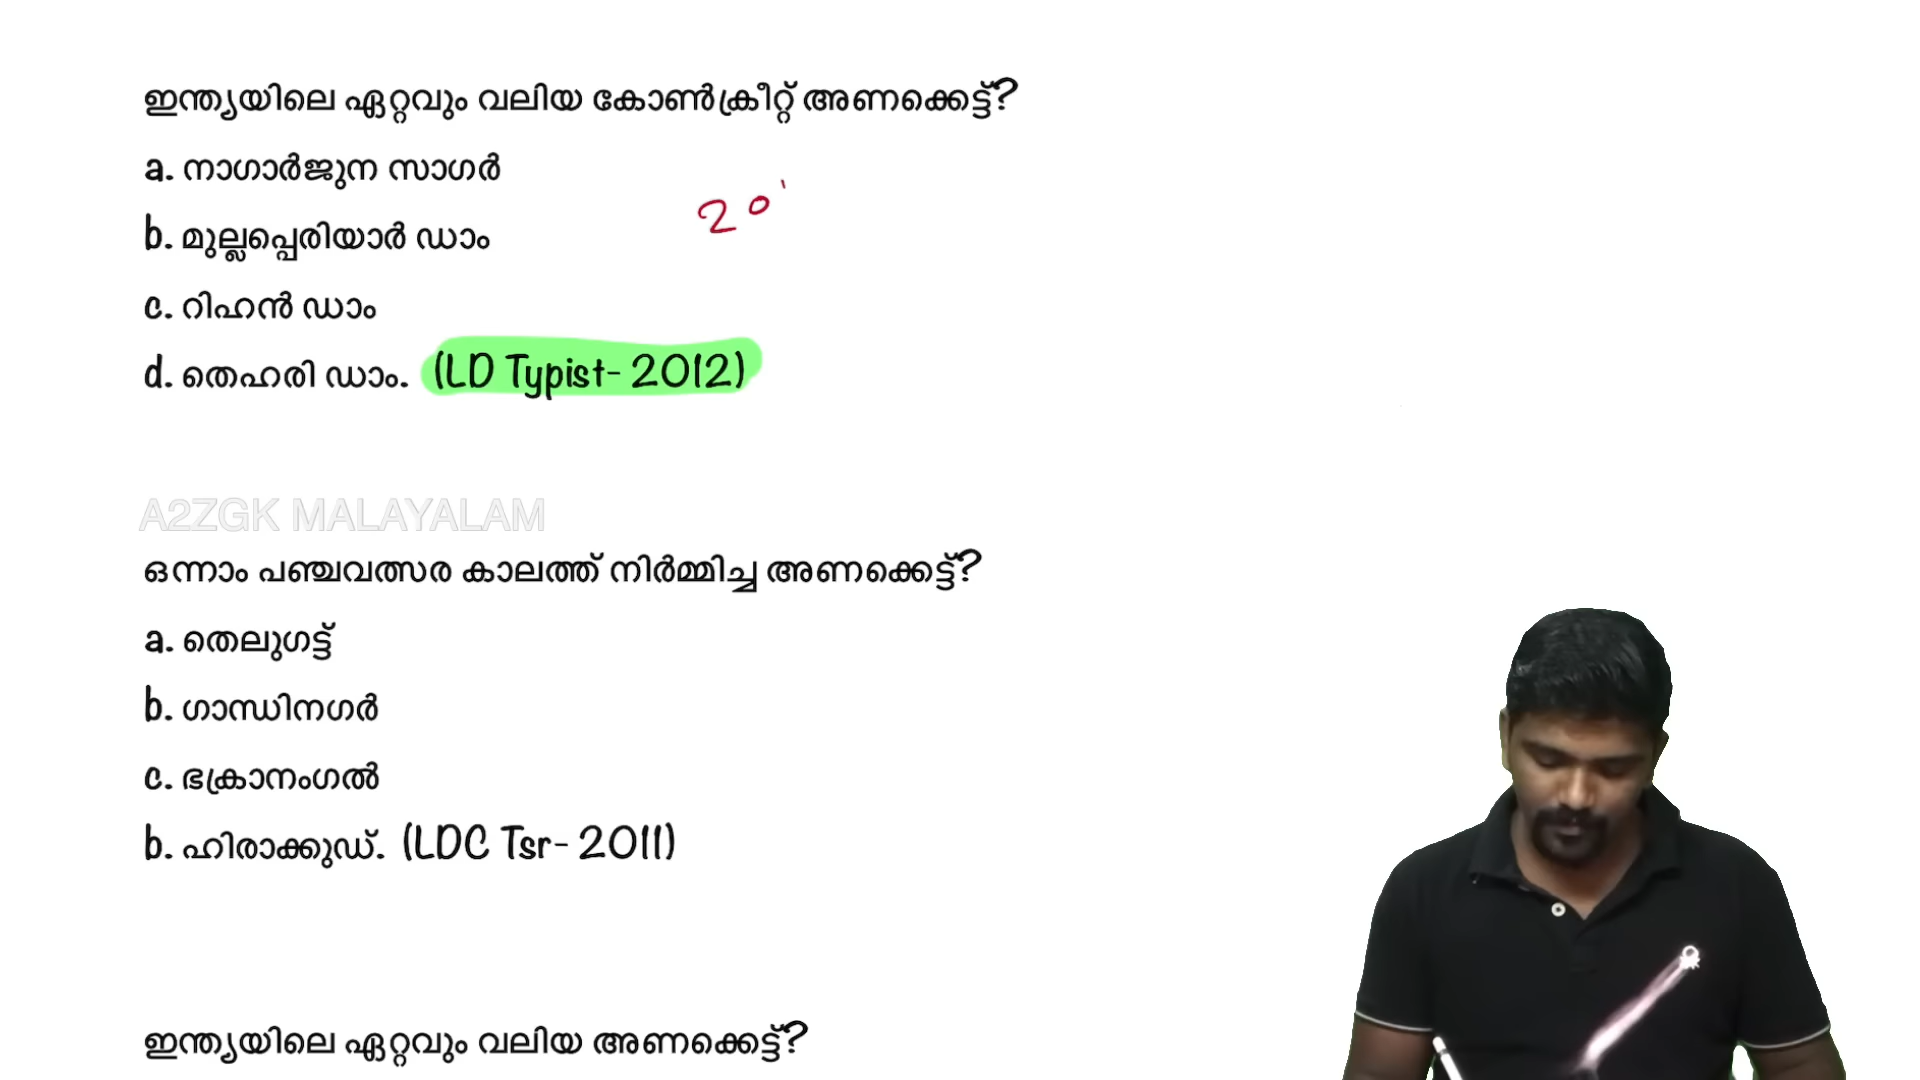 ഇന്ത്യയിലെ ഏറ്റവും വലിയ കോൺക്രീറ്റ് അണക്കെട്ട്?
a. നാഗാർജുന സാഗർ
20'
b. മുല്ലപ്പെരിയാർ ഡാം
c. റിഹൻ ഡാം
d. തെഹരി ഡാം. (LD Typist- 2012)
A2ZGK MALAYALAM
ഒന്നാം പഞ്ചവത്സര കാലത്ത് നിർമ്മിച്ച അണക്കെട്ട്?
a. തെലുഗട്ട്
b. ഗാന്ധിനഗർ
c. ഭക്രാനംഗൽ
b. ഹിരാക്കുഡ്. (LDC Tsr- 2011)
ഇന്ത്യയിലെ ഏറ്റവും വലിയ അണക്കെട്ട്?